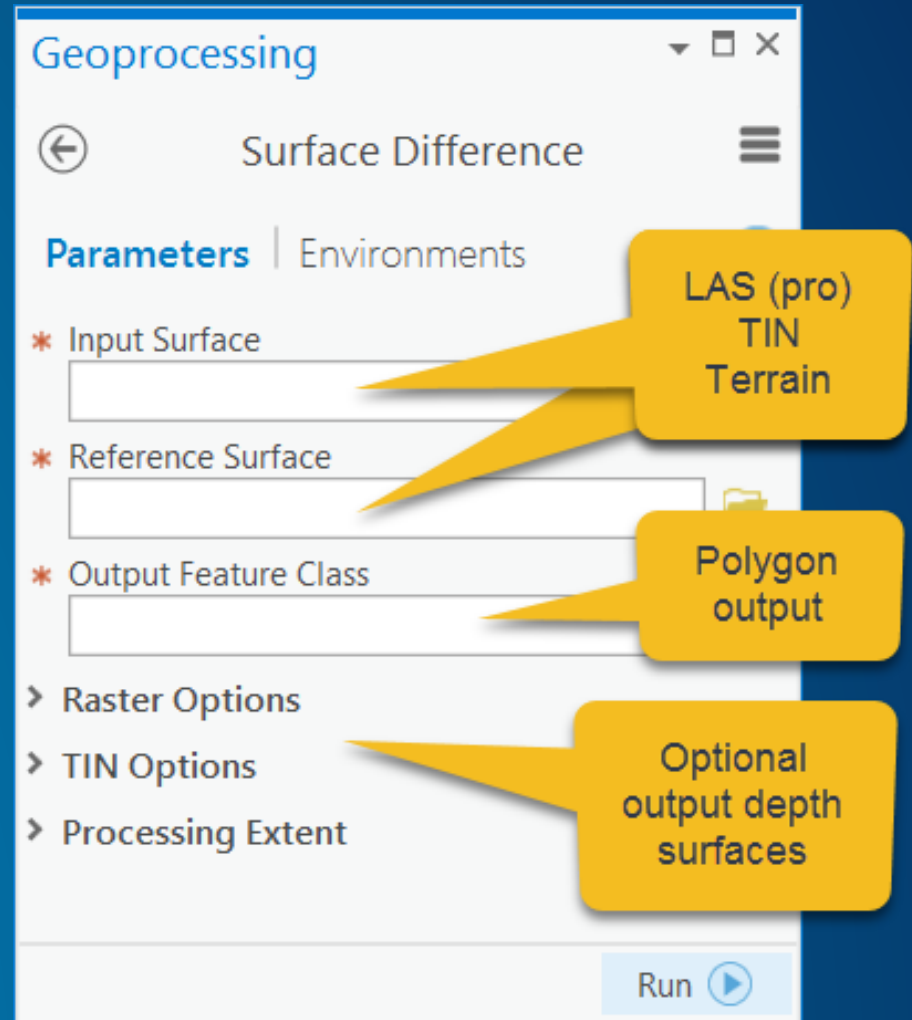 Geoprocessing
Surface Difference
Parameters | Environments
* Input Surface
LAS (pro)
TIN
Terrain
* Reference Surface
* Output Feature Class
Polygon
output
Raster Options
TIN Options
Processing Extent
Optional
output depth
surfaces
Run